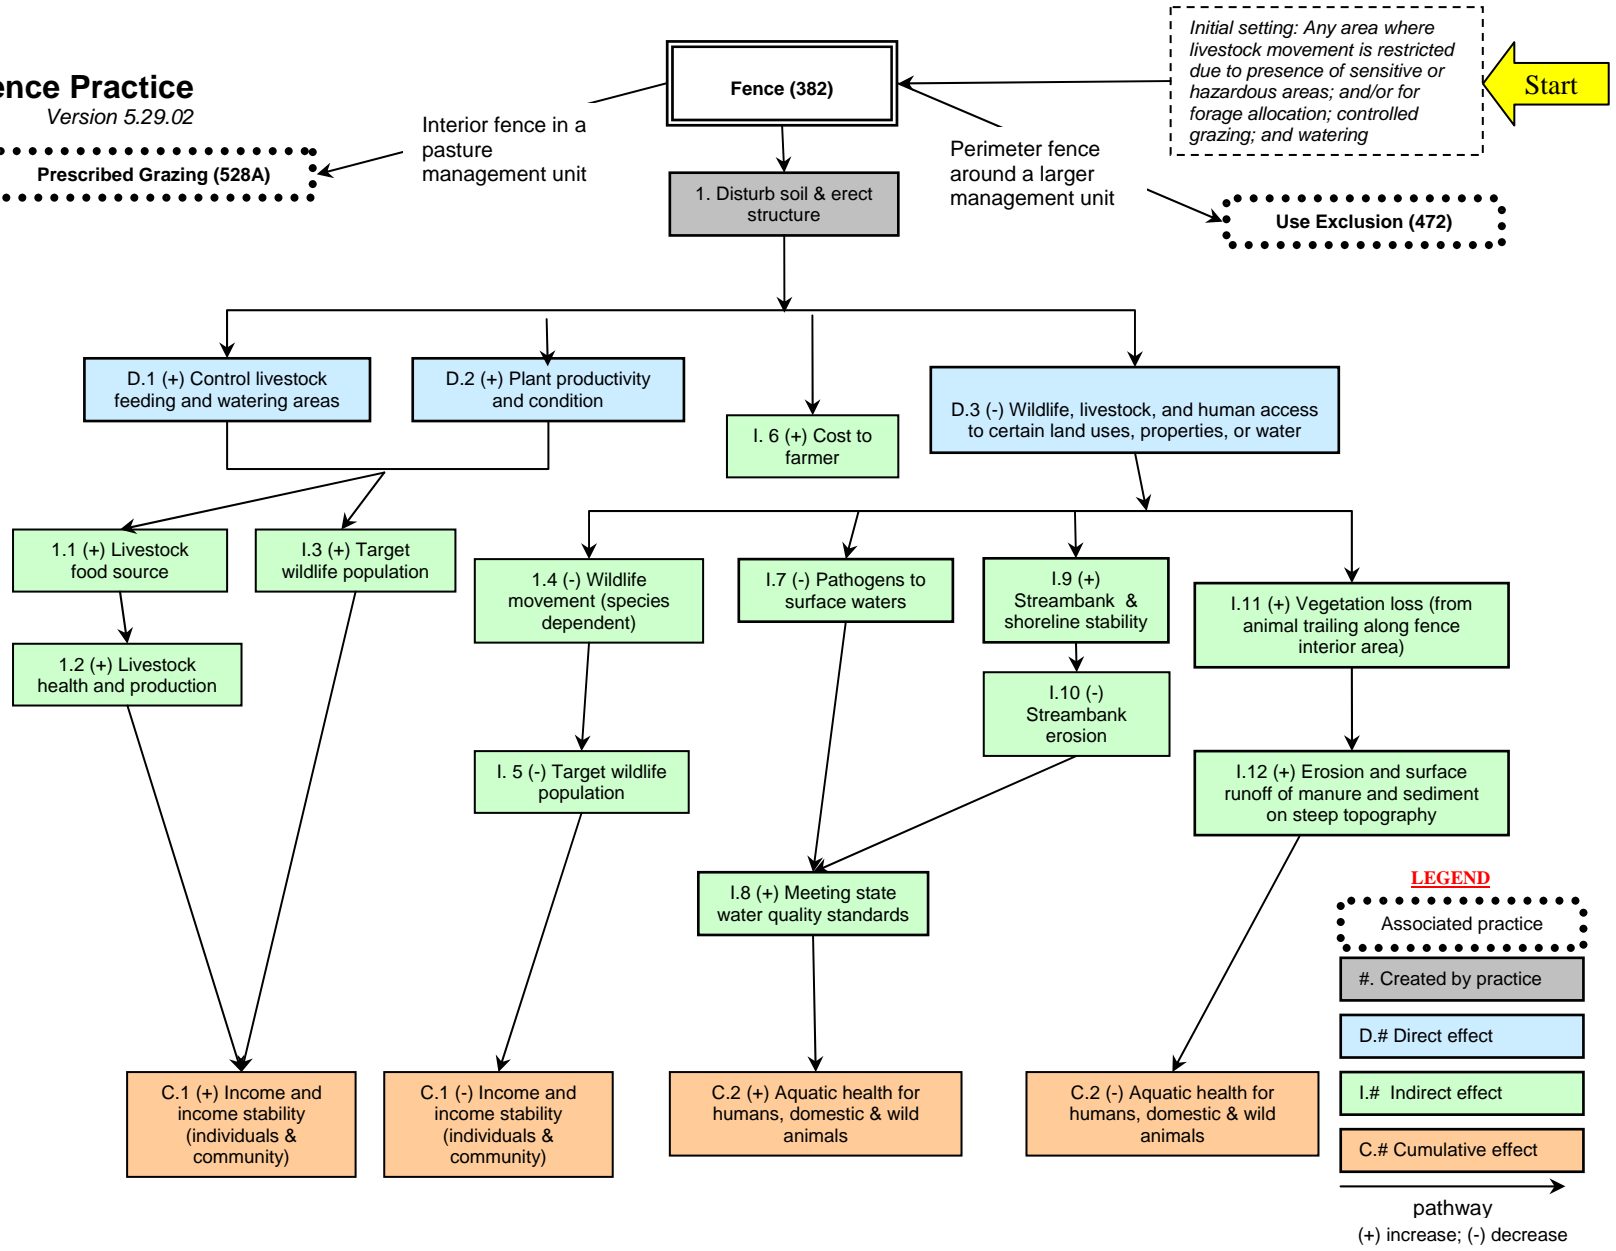 ence Practice
Version 5.29.02
Prescribed Grazing (528A)
Interior fence in a
pasture
management unit
Fence (382)
1. Disturb soil & erect
structure
Perimeter fence
around a larger
management unit
Initial setting: Any area where
livestock movement is restricted
due to presence of sensitive or
hazardous areas; and/or for
forage allocation; controlled
grazing; and watering
Start
Use Exclusion (472)
D.1 (+) Control livestock
feeding and watering areas
D.2 (+) Plant productivity
and condition
I. 6 (+) Cost to
farmer
D.3 (-) Wildlife, livestock, and human access
to certain land uses, properties, or water
1.1 (+) Livestock
food source
I.3 (+) Target
wildlife population
1.4 (-) Wildlife
movement (species
dependent)
I.7 (-) Pathogens to
surface waters
I.9 (+)
Streambank &
shoreline stability
I.11 (+) Vegetation loss (from
animal trailing along fence
interior area)
1.2 (+) Livestock
health and production
I.10 (-)
Streambank
erosion
I. 5 (-) Target wildlife
population
I.12 (+) Erosion and surface
runoff of manure and sediment
on steep topography
I.8 (+) Meeting state
water quality standards
C.1 (+) Income and
income stability
(individuals &
community)
C.1 (-) Income and
income stability
(individuals &
community)
C.2 (+) Aquatic health for
humans, domestic & wild
animals
C.2 (-) Aquatic health for
humans, domestic & wild
animals
LEGEND
Associated practice
#. Created by practice
D.# Direct effect
I.# Indirect effect
C.# Cumulative effect
pathway
(+) increase; (-) decrease